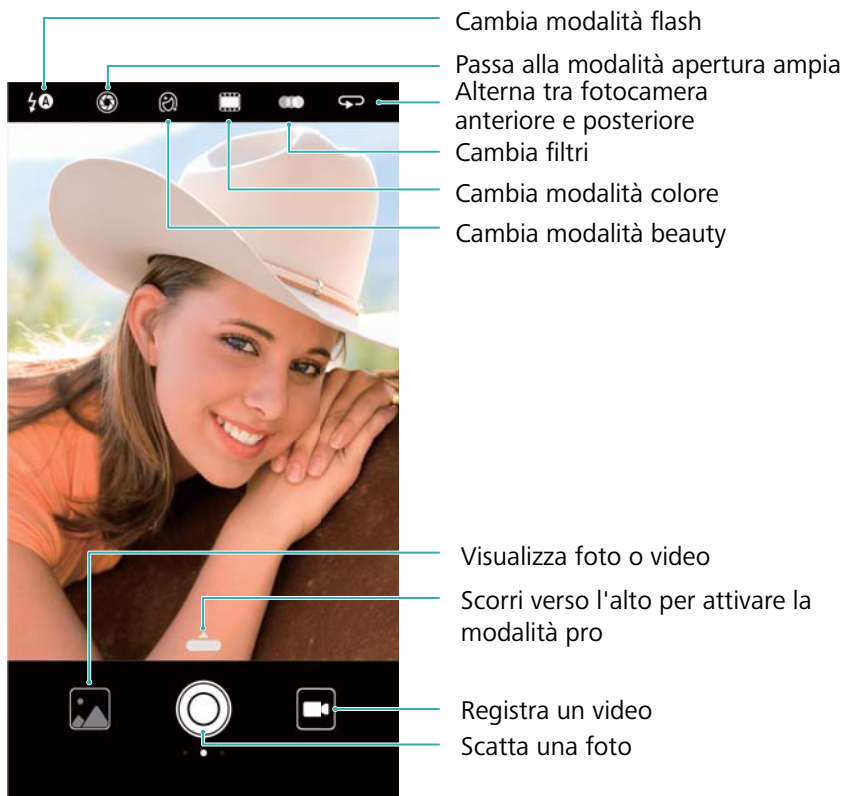 Cambia modalità flash
Passa alla modalità apertura ampia
Alterna tra fotocamera
anteriore e posteriore
Cambia filtri
Cambia modalità colore
Cambia modalità beauty
Visualizza foto o video
Scorri verso l'alto per attivare la
modalità pro
Registra un video
Scatta una foto